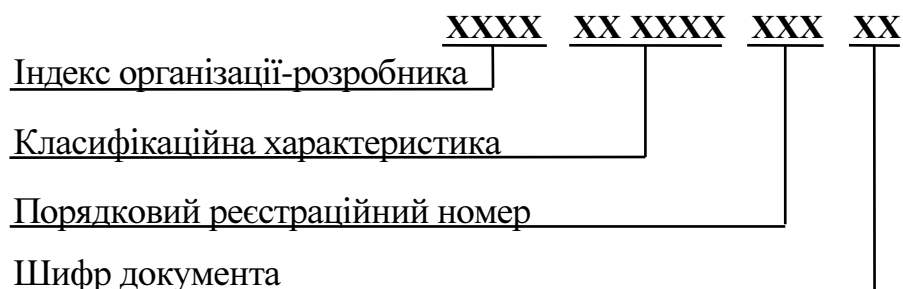 XXXX XX XXXX XXX XX
Індекс організації-розробника
Класифікаційна характеристика
Порядковий реєстраційний номер
Шифр документа